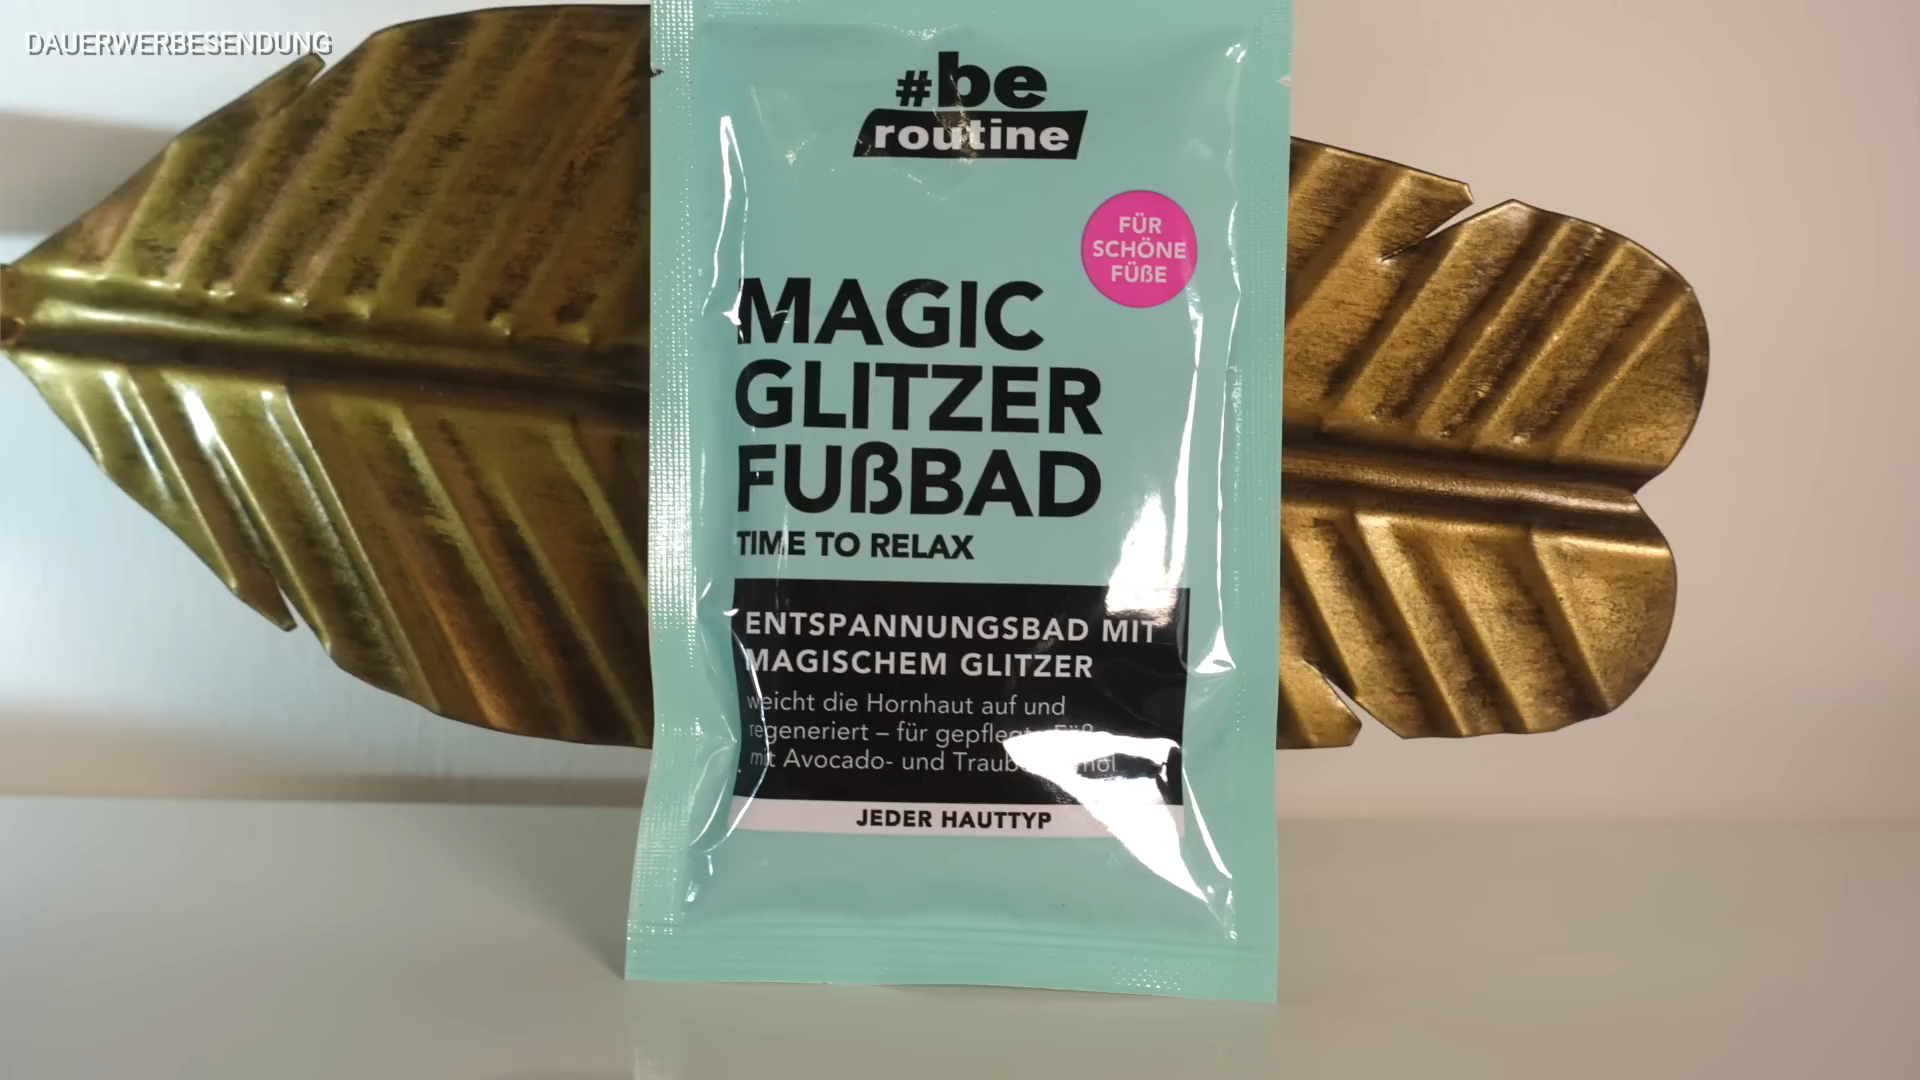 DAUERWERBESENDUNG
#be
routine
FÜR
SCHÖNE
FÜßE
MAGIC
GLITZER
FUßBAD
TIME TO RELAX
ENTSPANNUNGSBAD MIT
MAGISCHEM GLITZER
weicht die Hornhaut auf und
regeneriert – für
mit Avocado- und
JEDER HAUTTYP